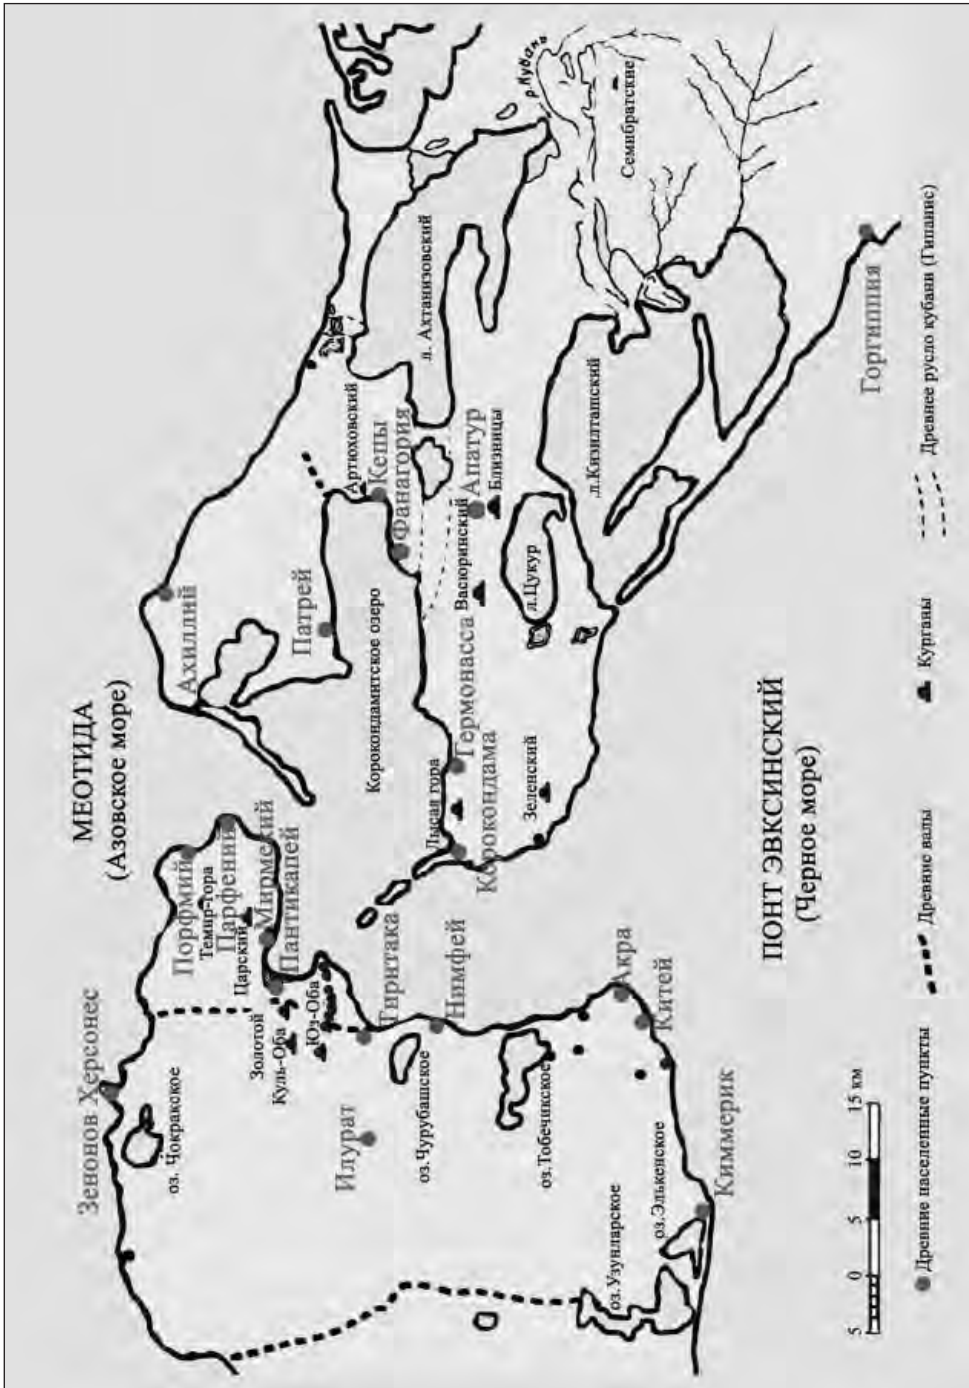 МЕОТИДА
(Азовское море)
Зенонов Херсонес
оз. Чокракское
Порфмий
Темир-гора
Парфений
Царский
Мирмекий
Пантикапей
Золотой
Куль-Оба
Юз-Оба
Тиритака
Илурат
оз.Чурубашское
Нимфей
оз.Тобечикское
Акра
Китей
оз.Узунларское
оз.Элькенское
Киммерик
Ахиллий
Патрей
Корокондамитское озеро
Артюховский
Кепы
Фанагория
л. Ахтанизовский
р.Кубань
Семибратские
Апатур
Близницы
Васюринский
л.Цукур
л.Кизилташский
Лысая гора
Гермонасса
Корокондама
Зеленский
Горгиппия
ПОНТ ЭВКСИНСКИЙ
(Черное море)
5 0 5 10 15 км
Древние населенные пункты
Древние валы
Курганы
Древнее русло кубани (Гипанис)